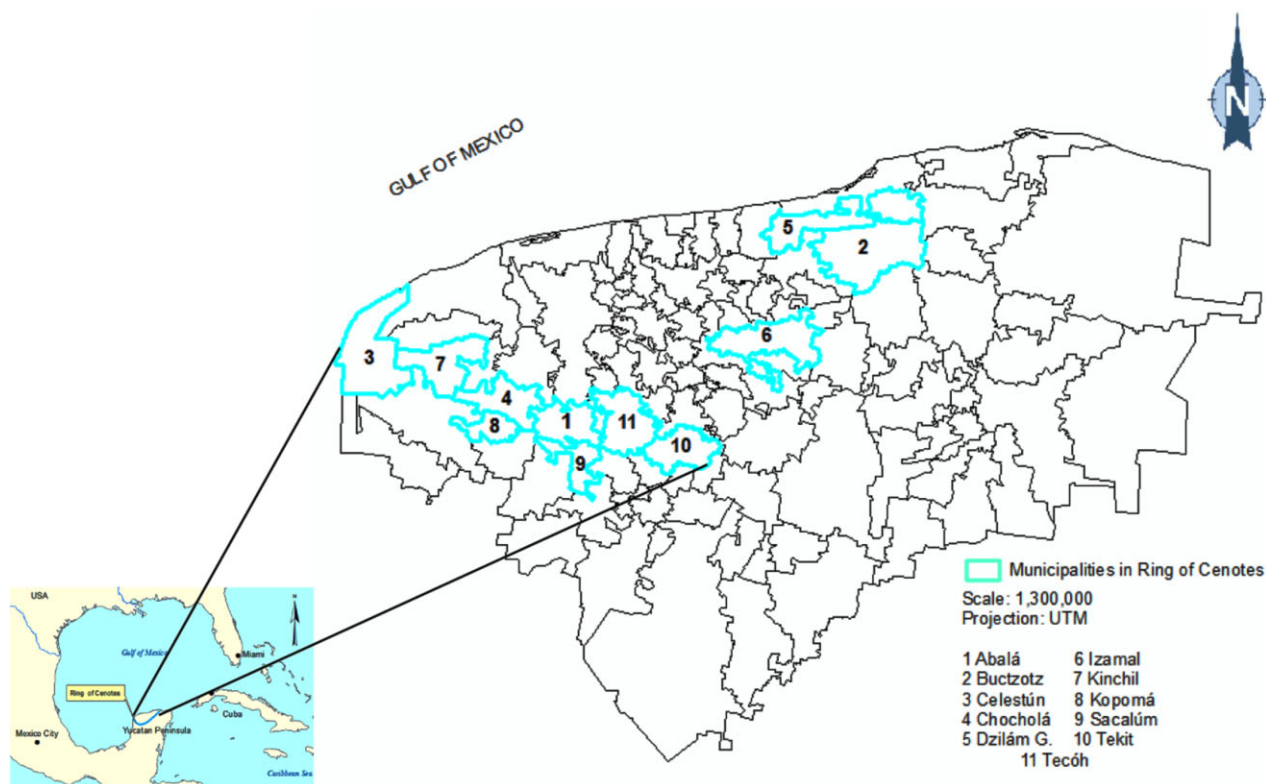 GULF OF MEXICO
N
5
2
6
3
7
4
8
1
11
10
9
Municipalities in Ring of Cenotes
Scale: 1,300,000
Projection: UTM
1 Abalá 6 Izamal
2 Buctzotz 7 Kinchil
3 Celestún 8 Kopomá
4 Chocholá 9 Sacalúm
5 Dzilám G. 10 Tekit
11 Tecóh
USA
N
Gulf of Mexico
Miami
Ring of Cenotes
Cuba
Yucatan Peninsula
Mexico City
Caribbean Sea